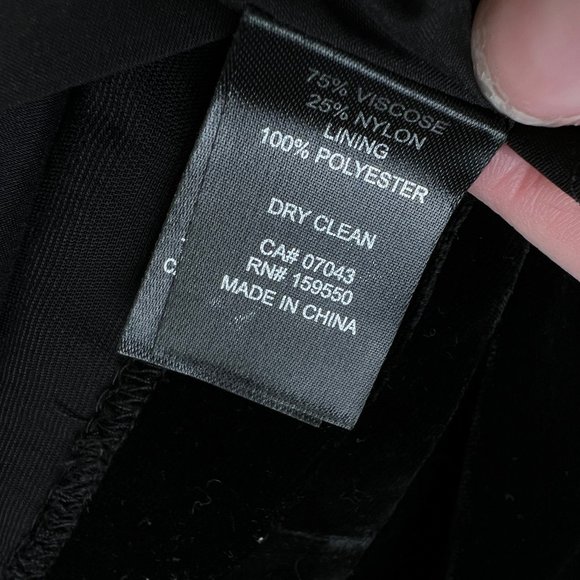 75% VISCOSE
25% NYLON
LINING
100% POLYESTER
DRY CLEAN
CA# 07043
RN# 159550
MADE IN CHINA